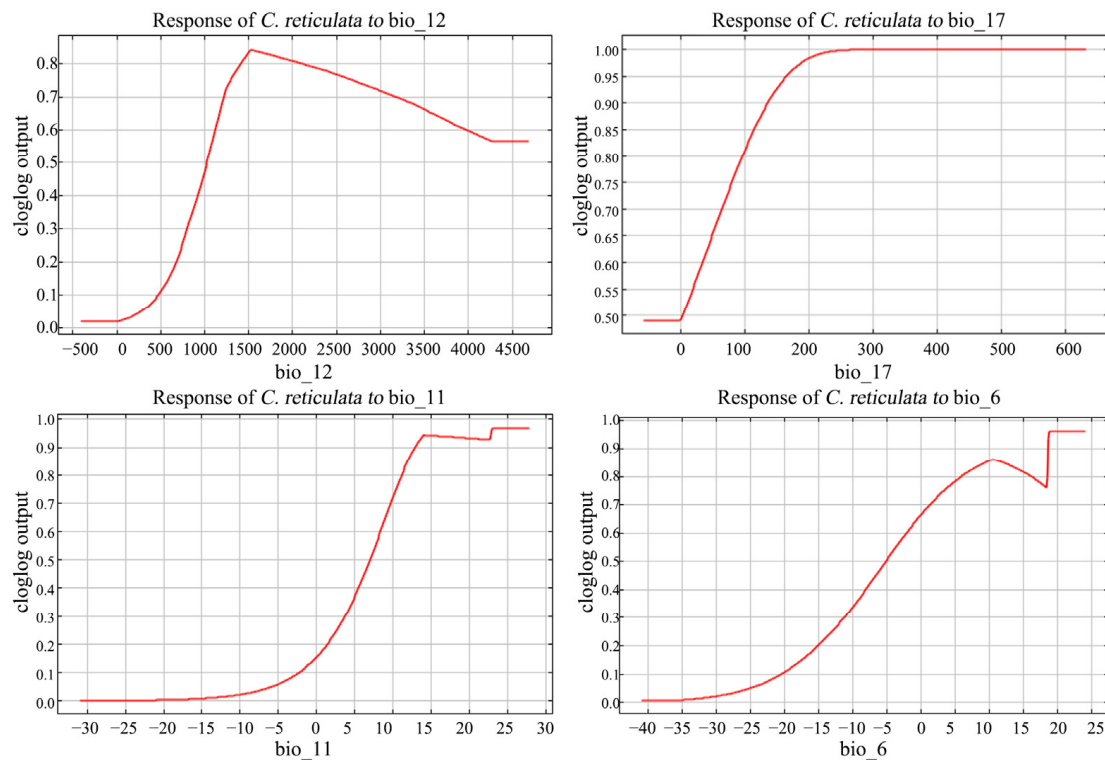 Response of C. reticulata to bio_12
cloglog output
0.8
0.7
0.6
0.5
0.4
0.3
0.2
0.1
0.0
−500 0 500 1000 1500 2000 2500 3000 3500 4000 4500
bio_12
Response of C. reticulata to bio_17
cloglog output
1.00
0.95
0.90
0.85
0.80
0.75
0.70
0.65
0.60
0.55
0.50
0 100 200 300 400 500 600
bio_17
Response of C. reticulata to bio_11
cloglog output
1.0
0.9
0.8
0.7
0.6
0.5
0.4
0.3
0.2
0.1
0.0
−30 −25 −20 −15 −10 −5 0 5 10 15 20 25 30
bio_11
Response of C. reticulata to bio_6
cloglog output
1.0
0.9
0.8
0.7
0.6
0.5
0.4
0.3
0.2
0.1
0.0
−40 −35 −30 −25 −20 −15 −10 −5 0 5 10 15 20 25
bio_6